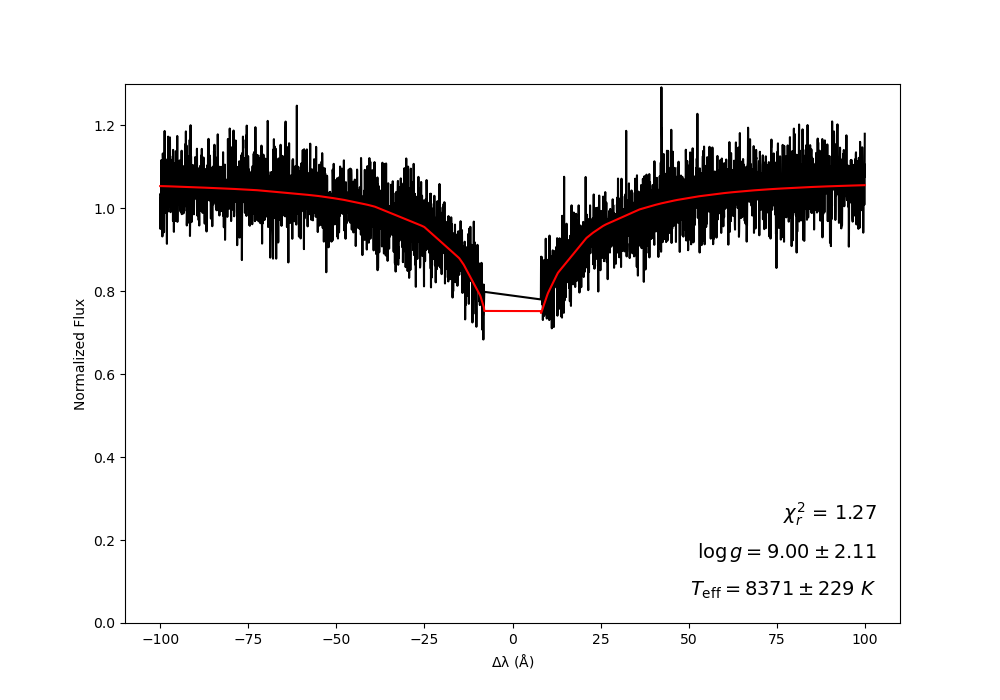 1.2
1.0
0.8
0.6
0.4
0.2
0.0
Normalized Flux
χ²ᵣ = 1.27
log g = 9.00 ± 2.11
T_eff = 8371 ± 229 K
−100 −75 −50 −25 0 25 50 75 100
Δλ (Å)